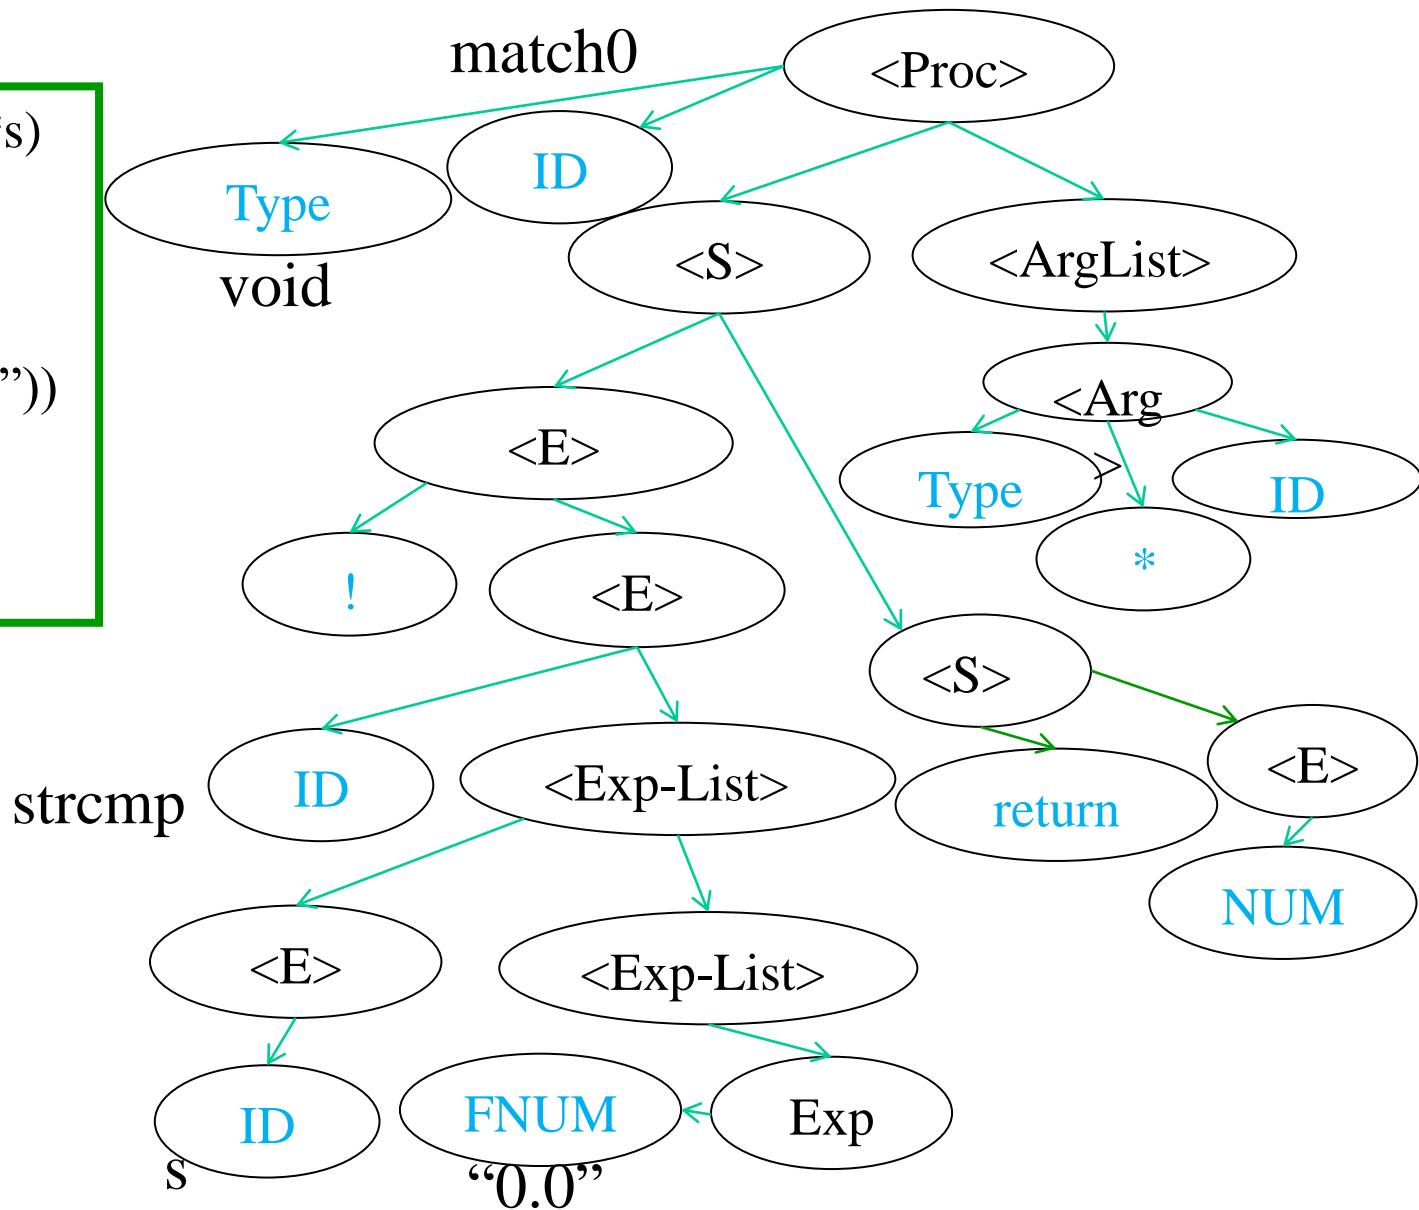 match0
<Proc>
s)
ID
Type
<S>
<ArgList>
void
”))
<Arg
>
<E>
Type
ID
*
!
<E>
<S>
<E>
ID
<Exp-List>
return
strcmp
NUM
<E>
<Exp-List>
ID
FNUM
Exp
s
“0.0”